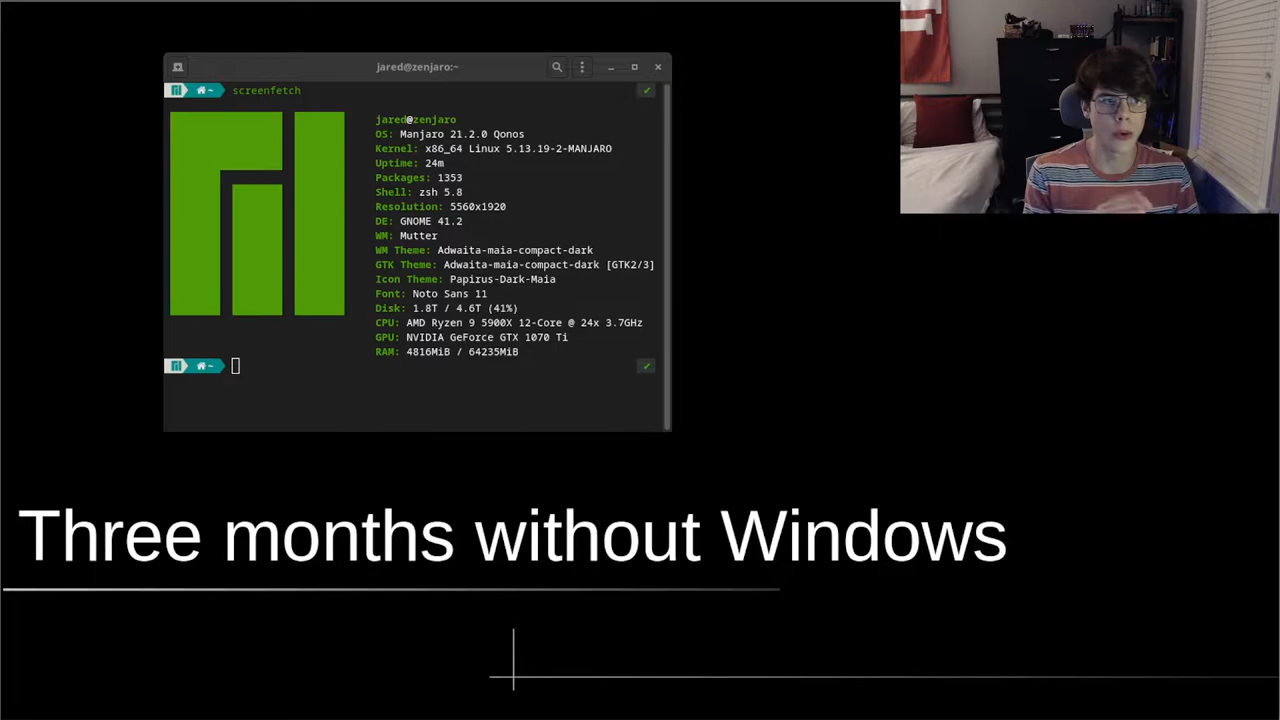 jared@zenjaro:~
~ screenfetch
jared@zenjaro
OS: Manjaro 21.2.0 Qonos
Kernel: x86_64 Linux 5.13.19-2-MANJARO
Uptime: 24m
Packages: 1353
Shell: zsh 5.8
Resolution: 5560x1920
DE: GNOME 41.2
WM: Mutter
WM Theme: Adwaita-maia-compact-dark
GTK Theme: Adwaita-maia-compact-dark [GTK2/3]
Icon Theme: Papirus-Dark-Maia
Font: Noto Sans 11
Disk: 1.8T / 4.6T (41%)
CPU: AMD Ryzen 9 5900X 12-Core @ 24x 3.7GHz
GPU: NVIDIA GeForce GTX 1070 Ti
RAM: 4816MiB / 64235MiB
~
Three months without Windows